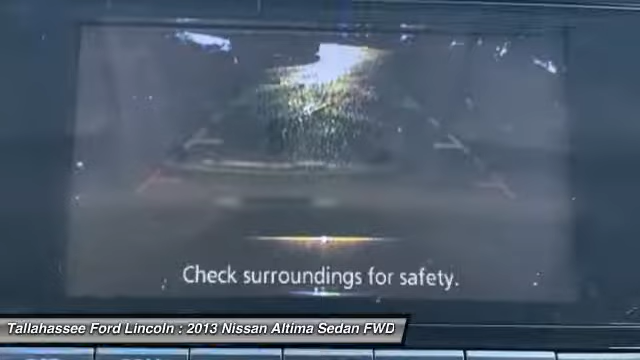 Check surroundings for safety.
Tallahassee Ford Lincoln : 2013 Nissan Altima Sedan FWD